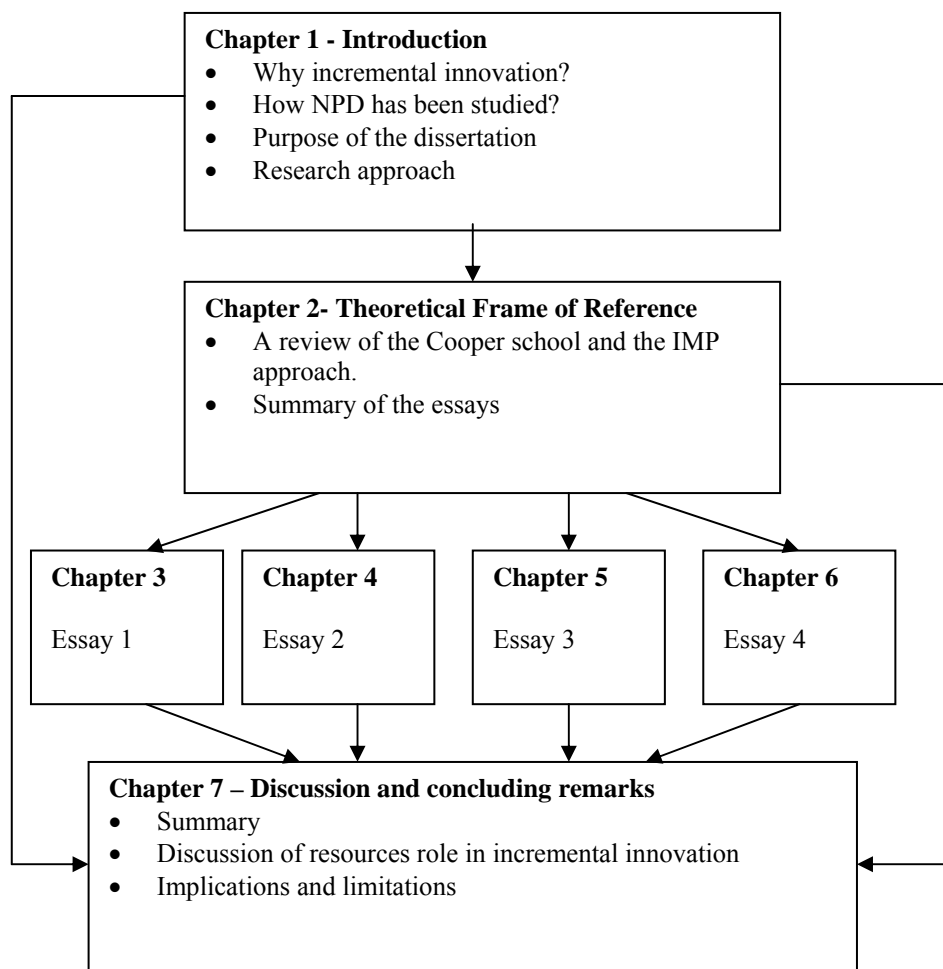 Chapter 1 - Introduction
• Why incremental innovation?
• How NPD has been studied?
• Purpose of the dissertation
• Research approach
Chapter 2- Theoretical Frame of Reference
• A review of the Cooper school and the IMP
approach.
• Summary of the essays
Chapter 3
Essay 1
Chapter 4
Essay 2
Chapter 5
Essay 3
Chapter 6
Essay 4
Chapter 7 – Discussion and concluding remarks
• Summary
• Discussion of resources role in incremental innovation
• Implications and limitations